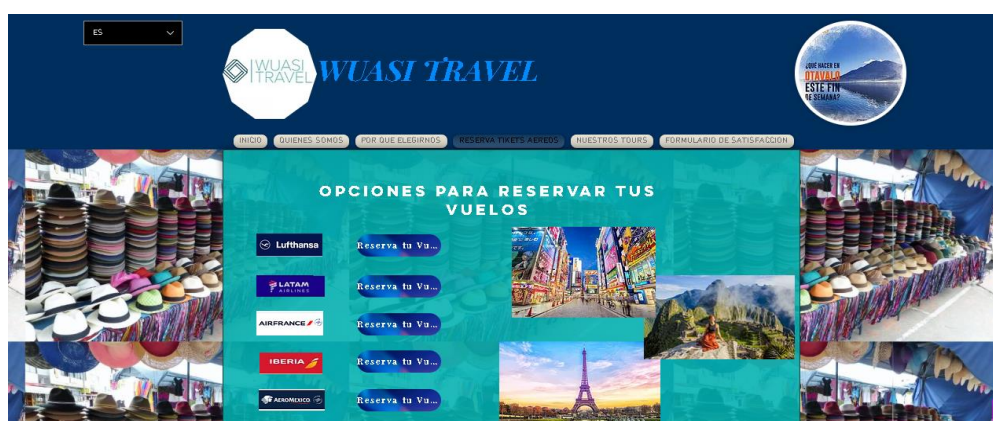 ES
WUASI
TRAVEL
WUASI TRAVEL
¿QUÉ HACER EN
OTAVALO
ESTE FIN
DE SEMANA?
INICIO
QUIENES SOMOS
POR QUE ELEGIRNOS
RESERVA TIKETS AEREOS
NUESTROS TOURS
FORMULARIO DE SATISFACCION
OPCIONES PARA RESERVAR TUS
VUELOS
Lufthansa
Reserva tu Vu...
LATAM
AIRLINES
Reserva tu Vu...
AIRFRANCE
Reserva tu Vu...
IBERIA
Reserva tu Vu...
AEROMEXICO
Reserva tu Vu...